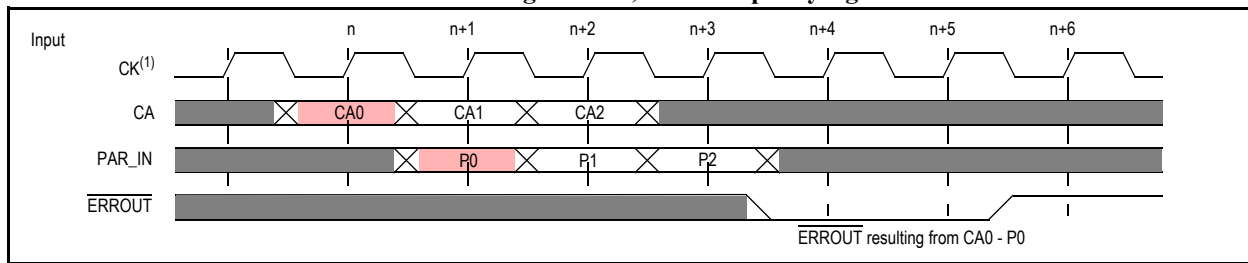 Input
n n+1 n+2 n+3 n+4 n+5 n+6
CK(1)
CA CA0 CA1 CA2
PAR_IN P0 P1 P2
ERROUT
ERROUT resulting from CA0 - P0